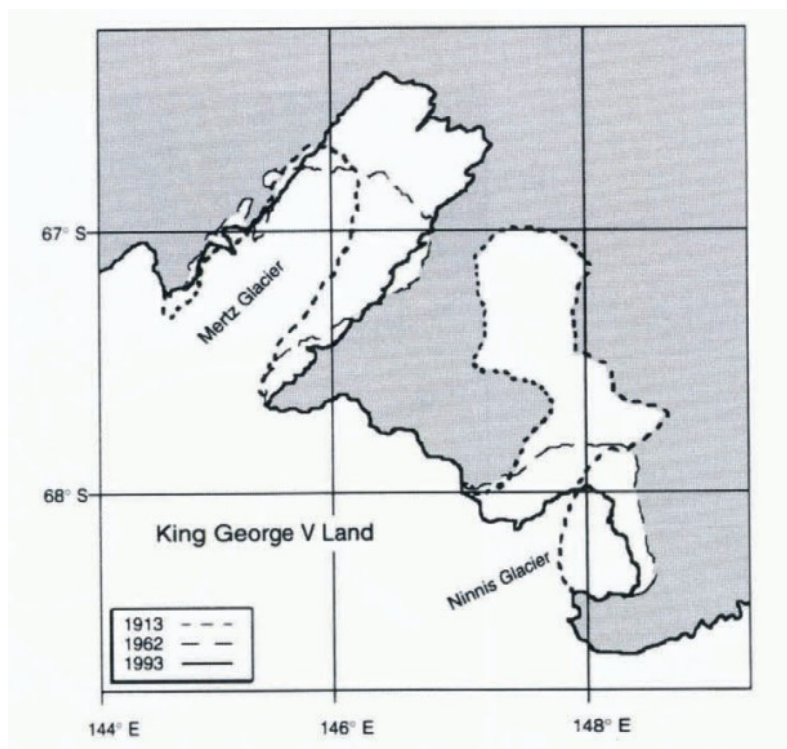 67° S
Mertz Glacier
68° S
King George V Land
Ninnis Glacier
1913
1962
1993
144° E
146° E
148° E